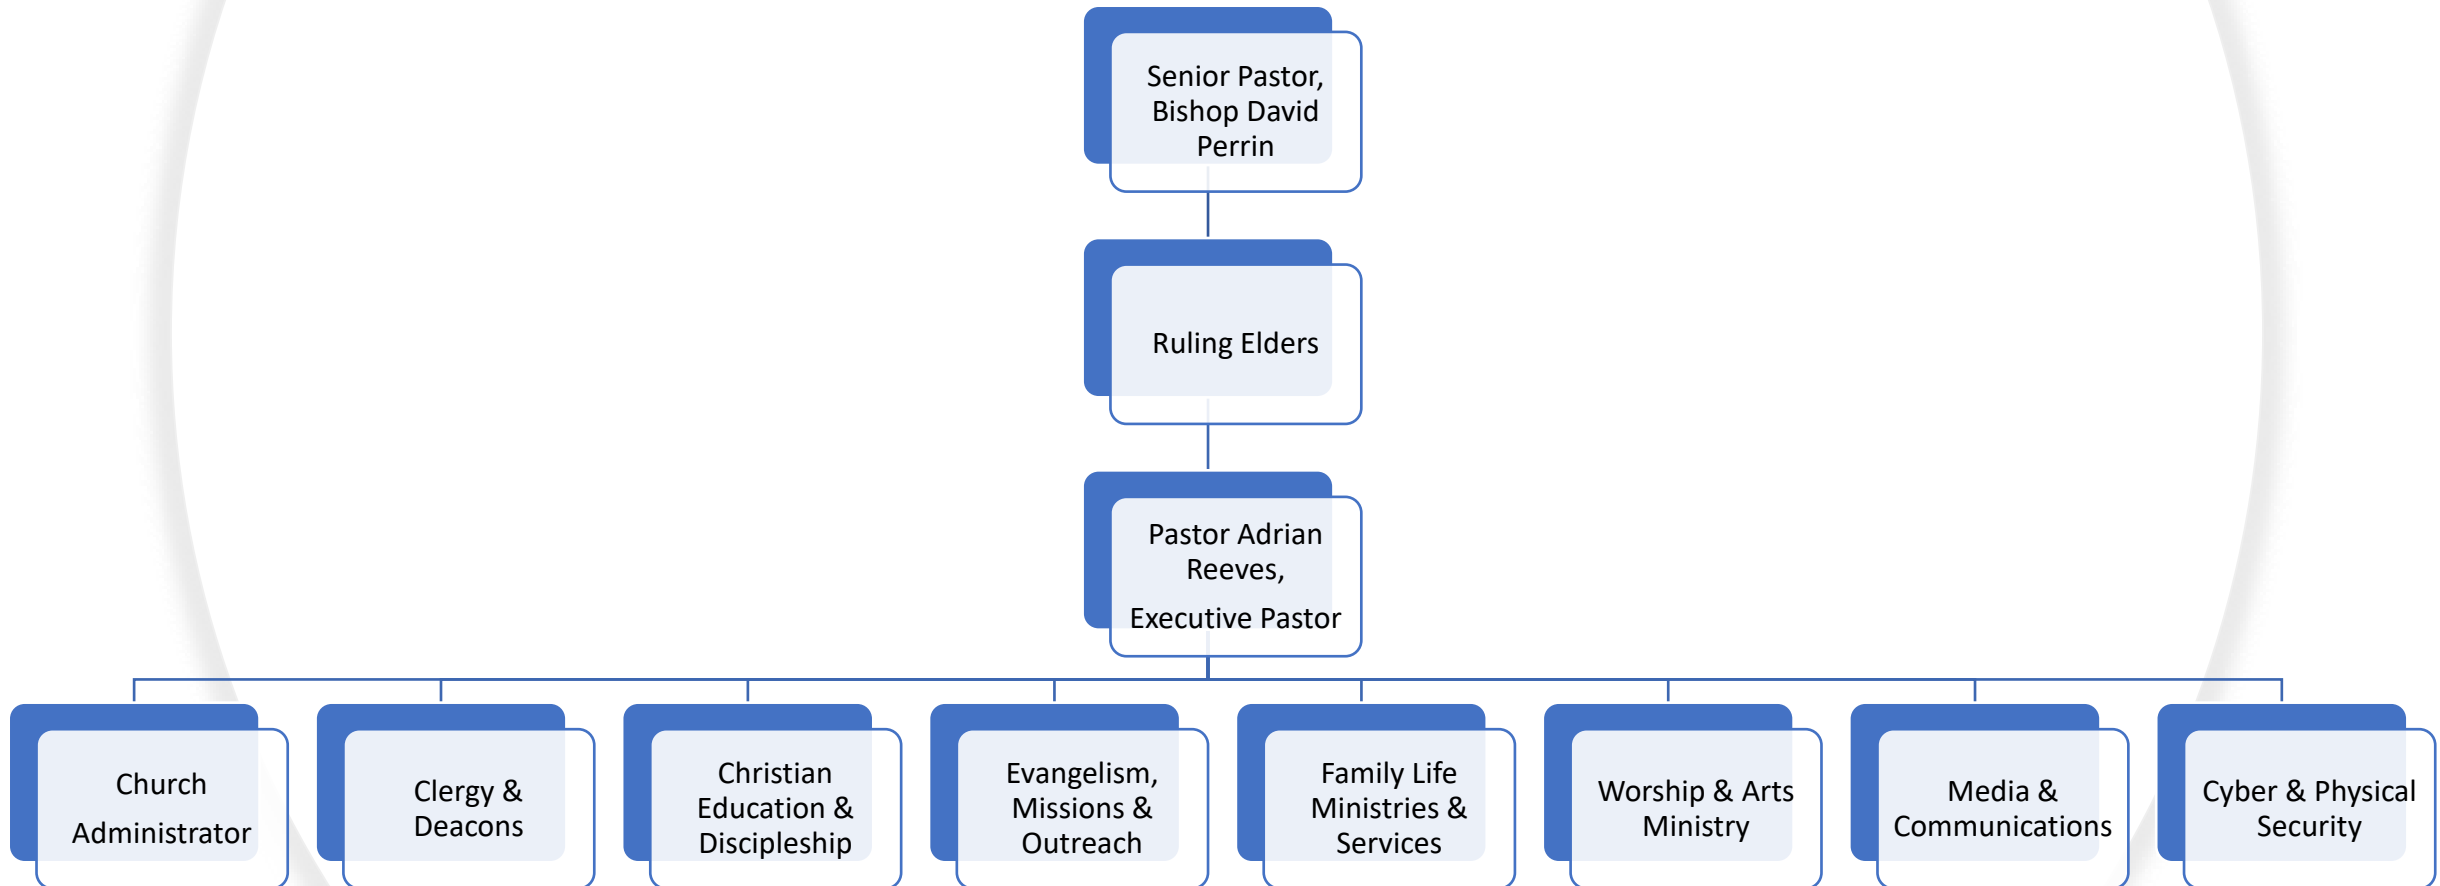 Senior Pastor,
Bishop David
Perrin
Ruling Elders
Pastor Adrian
Reeves,
Executive Pastor
Church
Administrator
Clergy &
Deacons
Christian
Education &
Discipleship
Evangelism,
Missions &
Outreach
Family Life
Ministries &
Services
Worship & Arts
Ministry
Media &
Communications
Cyber & Physical
Security